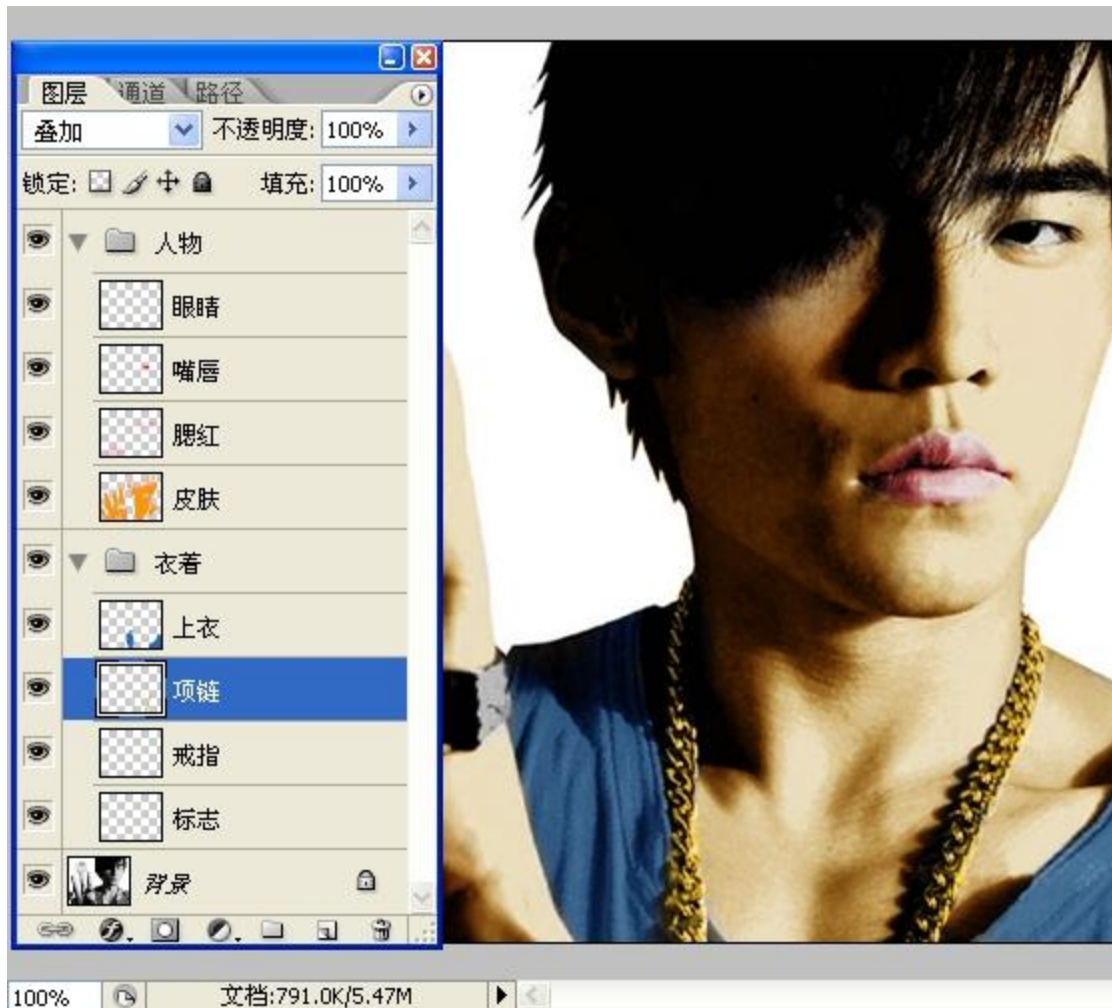 图层 通道 路径
叠加 不透明度: 100%
锁定: 填充: 100%
人物
眼睛
嘴唇
腮红
皮肤
衣着
上衣
项链
戒指
标志
背景
100% 文档:791.0K/5.47M